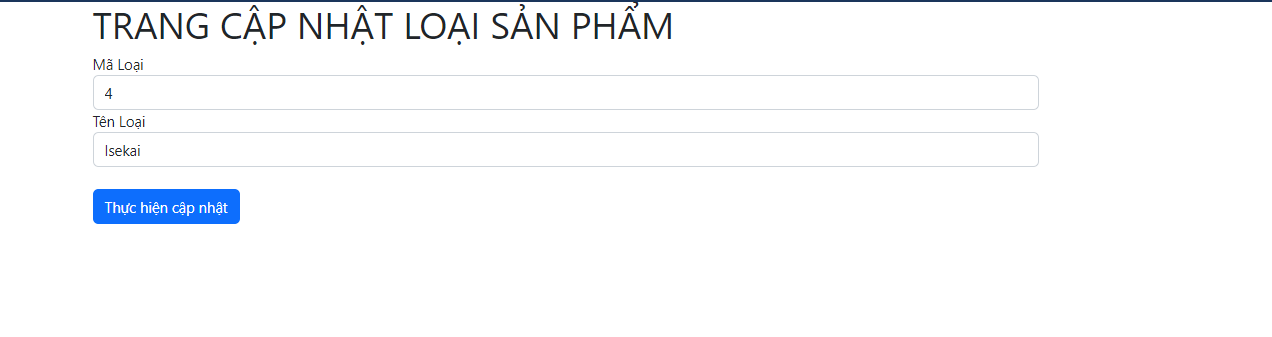 TRANG CẬP NHẬT LOẠI SẢN PHẨM
Mã Loại
4
Tên Loại
Isekai
Thực hiện cập nhật